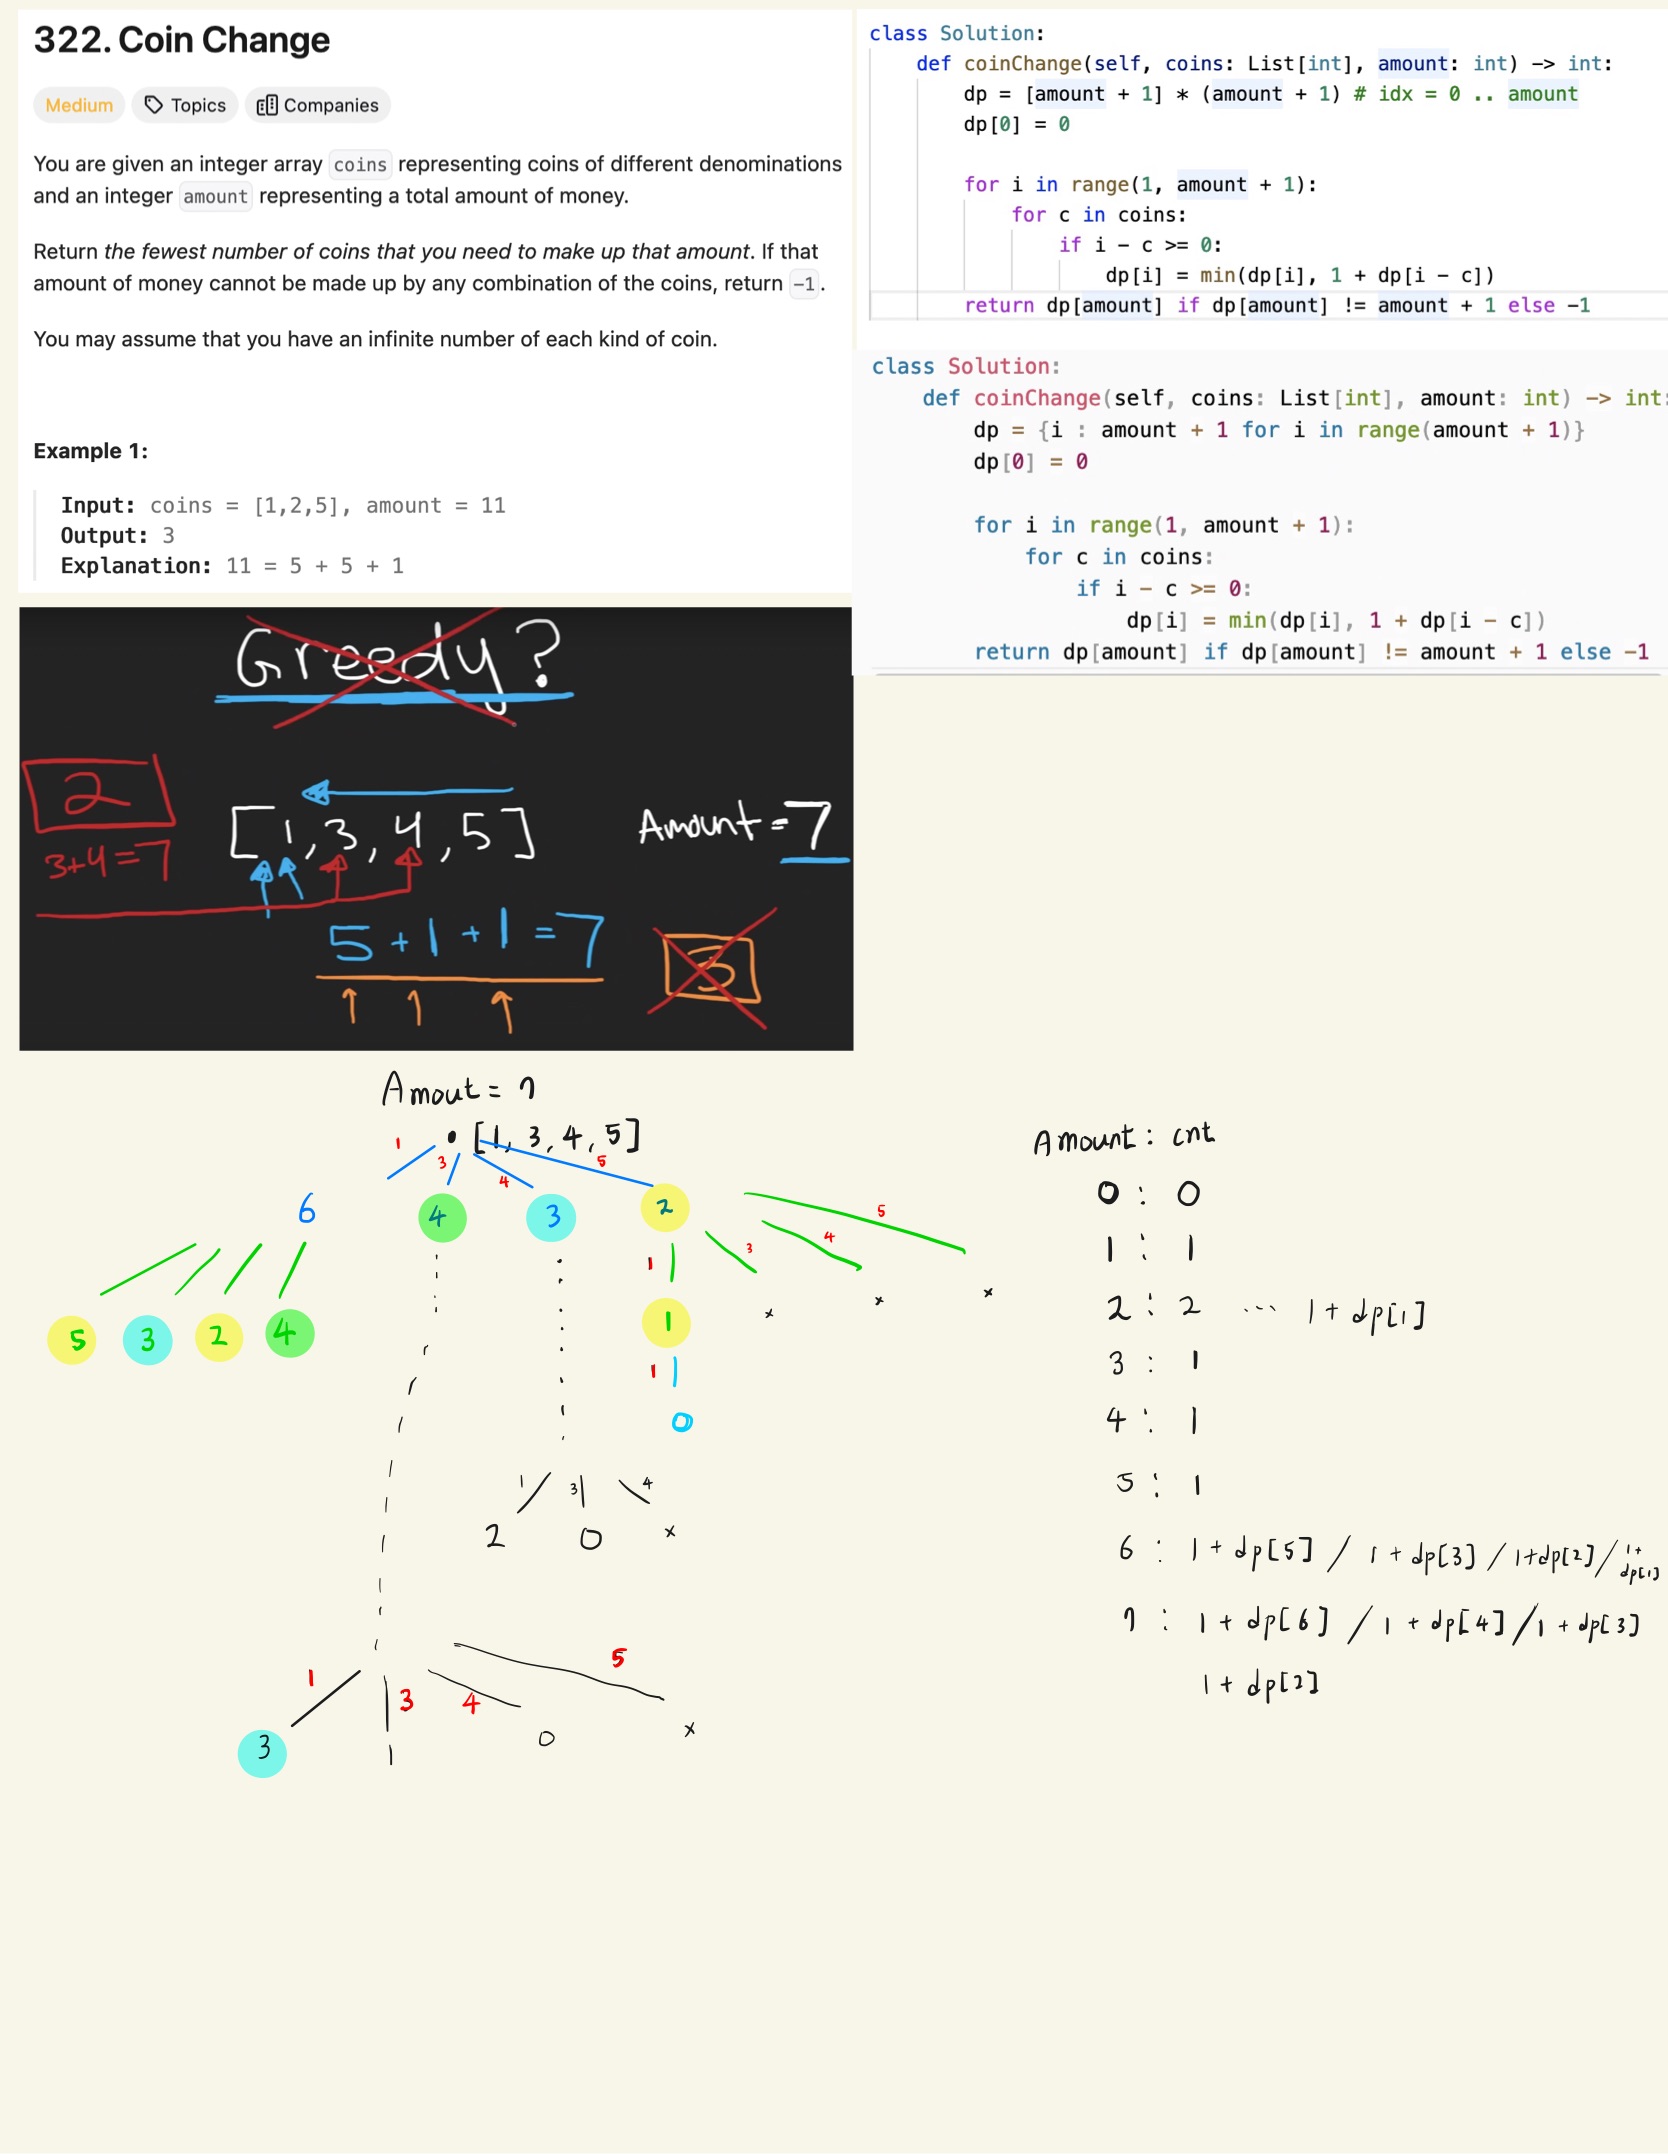 322. Coin Change
Medium
Topics
Companies
You are given an integer array coins representing coins of different denominations
and an integer amount representing a total amount of money.
Return the fewest number of coins that you need to make up that amount. If that
amount of money cannot be made up by any combination of the coins, return -1.
You may assume that you have an infinite number of each kind of coin.
Example 1:
Input: coins = [1,2,5], amount = 11
Output: 3
Explanation: 11 = 5 + 5 + 1
class Solution:
def coinChange(self, coins: List[int], amount: int) -> int:
dp = [amount + 1] * (amount + 1) # idx = 0 .. amount
dp[0] = 0
for i in range(1, amount + 1):
for c in coins:
if i - c >= 0:
dp[i] = min(dp[i], 1 + dp[i - c])
return dp[amount] if dp[amount] != amount + 1 else -1
class Solution:
def coinChange(self, coins: List[int], amount: int) -> int:
dp = {i : amount + 1 for i in range(amount + 1)}
dp[0] = 0
for i in range(1, amount + 1):
for c in coins:
if i - c >= 0:
dp[i] = min(dp[i], 1 + dp[i - c])
return dp[amount] if dp[amount] != amount + 1 else -1
Greedy?
2
3+4=7
[1,3,4,5]
Amount=7
5+1+1=7
3
Amout = 7
[1, 3, 4, 5]
1 3 4 5
6 4 3 2
1 3 4 5
5 3 2 4
1 x x x
1
0
1 3 4
2 0 x
1 3 4 5
3 1 0 x
Amount : cnt
0 : 0
1 : 1
2 : 2 ... 1 + dp[1]
3 : 1
4 : 1
5 : 1
6 : 1 + dp[5] / 1 + dp[3] / 1+dp[2] / 1+ dp[1]
7 : 1 + dp[6] / 1 + dp[4] / 1 + dp[3]
1 + dp[2]